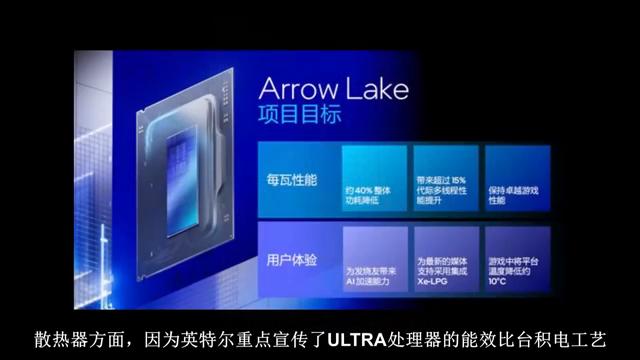 Arrow Lake
项目目标
每瓦性能
约40%整体
功耗降低
带来超过15%
代际多线程性
能提升
保持卓越游戏
性能
用户体验
为发烧友带来
AI加速能力
为最新的媒体
支持采用集成
Xe-LPG
游戏中将平台
温度降低约
10°C
散热器方面，因为英特尔重点宣传了ULTRA处理器的能效比台积电工艺